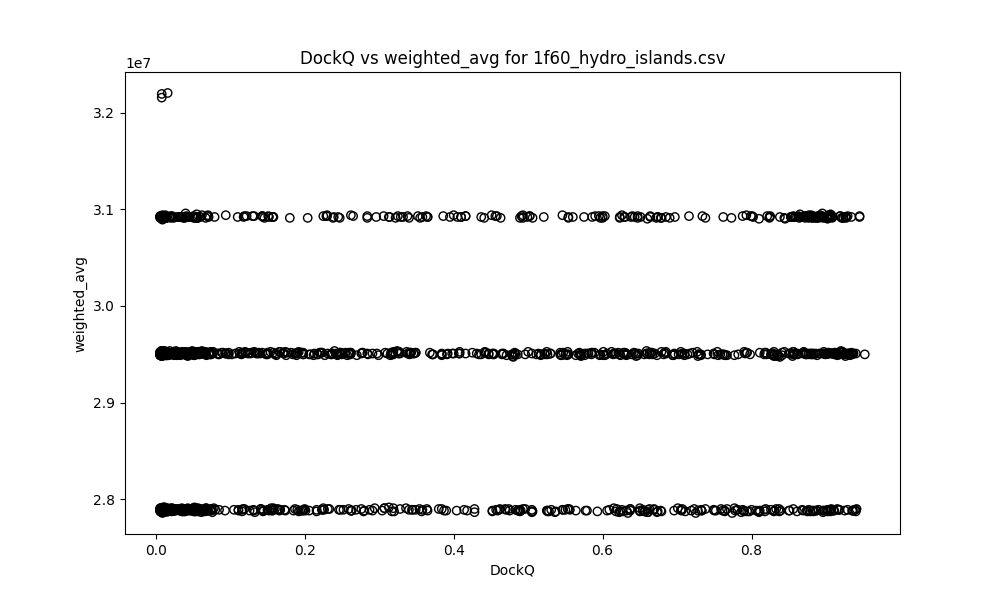 DockQ vs weighted_avg for 1f60_hydro_islands.csv
1e7
3.2
3.1
3.0
2.9
2.8
weighted_avg
0.0 0.2 0.4 0.6 0.8
DockQ